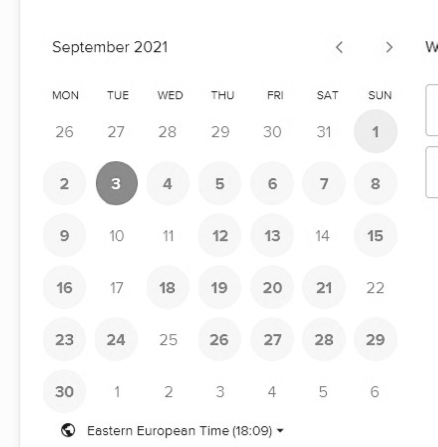 September 2021
W
MON TUE WED THU FRI SAT SUN
26 27 28 29 30 31 1
2 3 4 5 6 7 8
9 10 11 12 13 14 15
16 17 18 19 20 21 22
23 24 25 26 27 28 29
30 1 2 3 4 5 6
Eastern European Time (18:09)